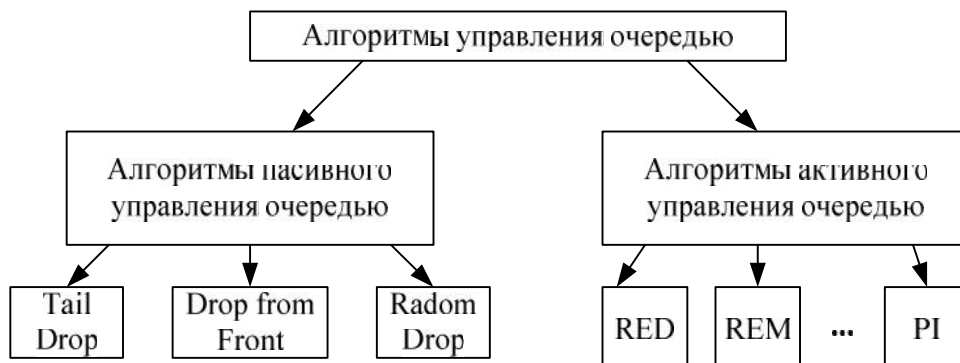 Алгоритмы управления очередью
Алгоритмы пасивного
управления очередью
Алгоритмы активного
управления очередью
Tail
Drop
Drop from
Front
Radom
Drop
RED
REM
...
PI